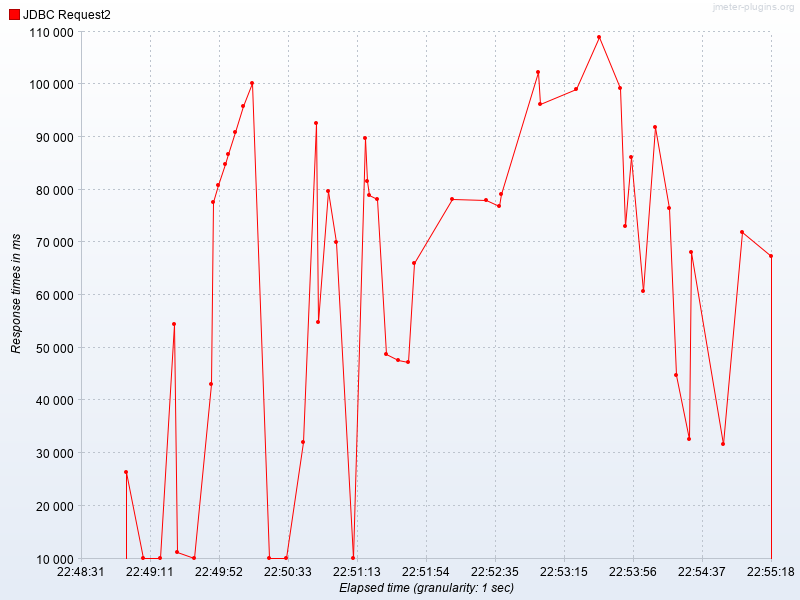 jmeter-plugins.org
JDBC Request2
110 000
100 000
90 000
80 000
70 000
60 000
50 000
40 000
30 000
20 000
10 000
Response times in ms
22:48:31 22:49:11 22:49:52 22:50:33 22:51:13 22:51:54 22:52:35 22:53:15 22:53:56 22:54:37 22:55:18
Elapsed time (granularity: 1 sec)